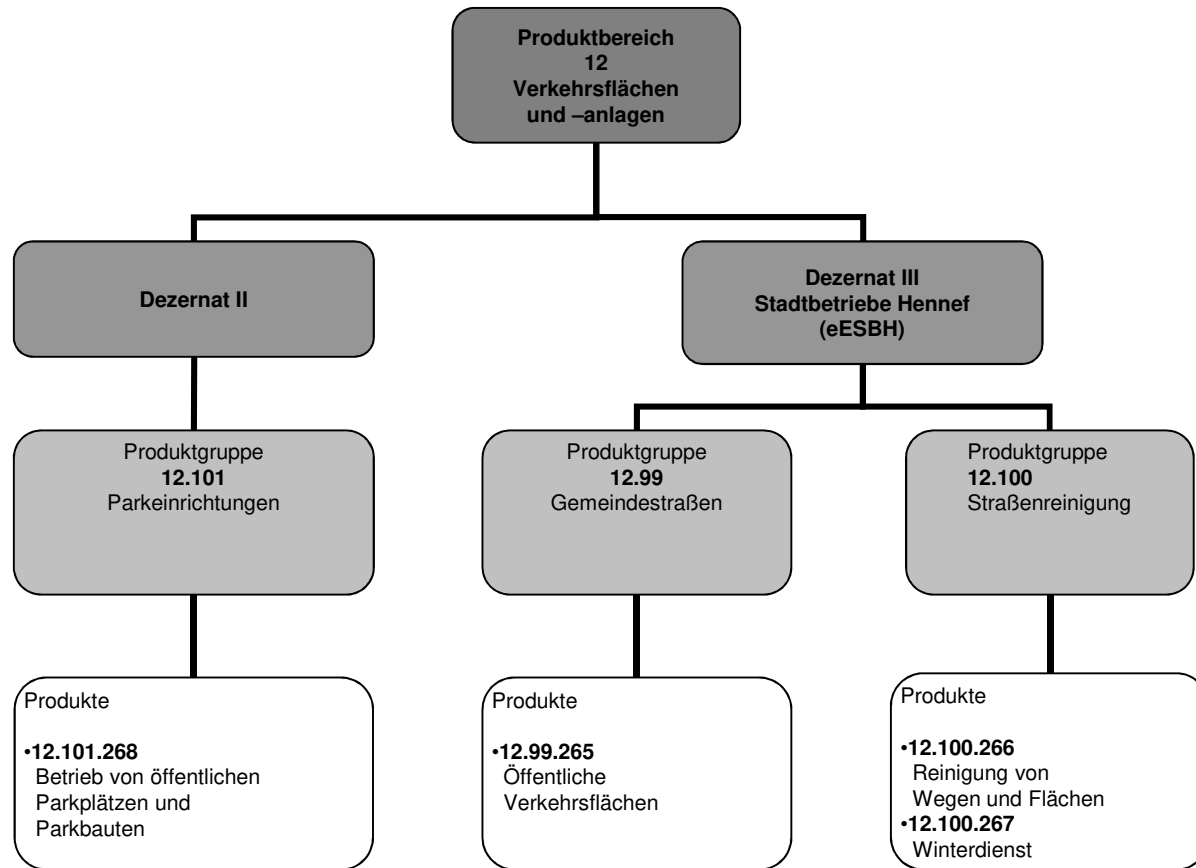 Produktbereich
12
Verkehrsflächen
und –anlagen
Dezernat II
Dezernat III
Stadtbetriebe Hennef
(eESBH)
Produktgruppe
12.101
Parkeinrichtungen
Produktgruppe
12.99
Gemeindestraßen
Produktgruppe
12.100
Straßenreinigung
Produkte
•12.101.268
Betrieb von öffentlichen
Parkplätzen und
Parkbauten
Produkte
•12.99.265
Öffentliche
Verkehrsflächen
Produkte
•12.100.266
Reinigung von
Wegen und Flächen
•12.100.267
Winterdienst